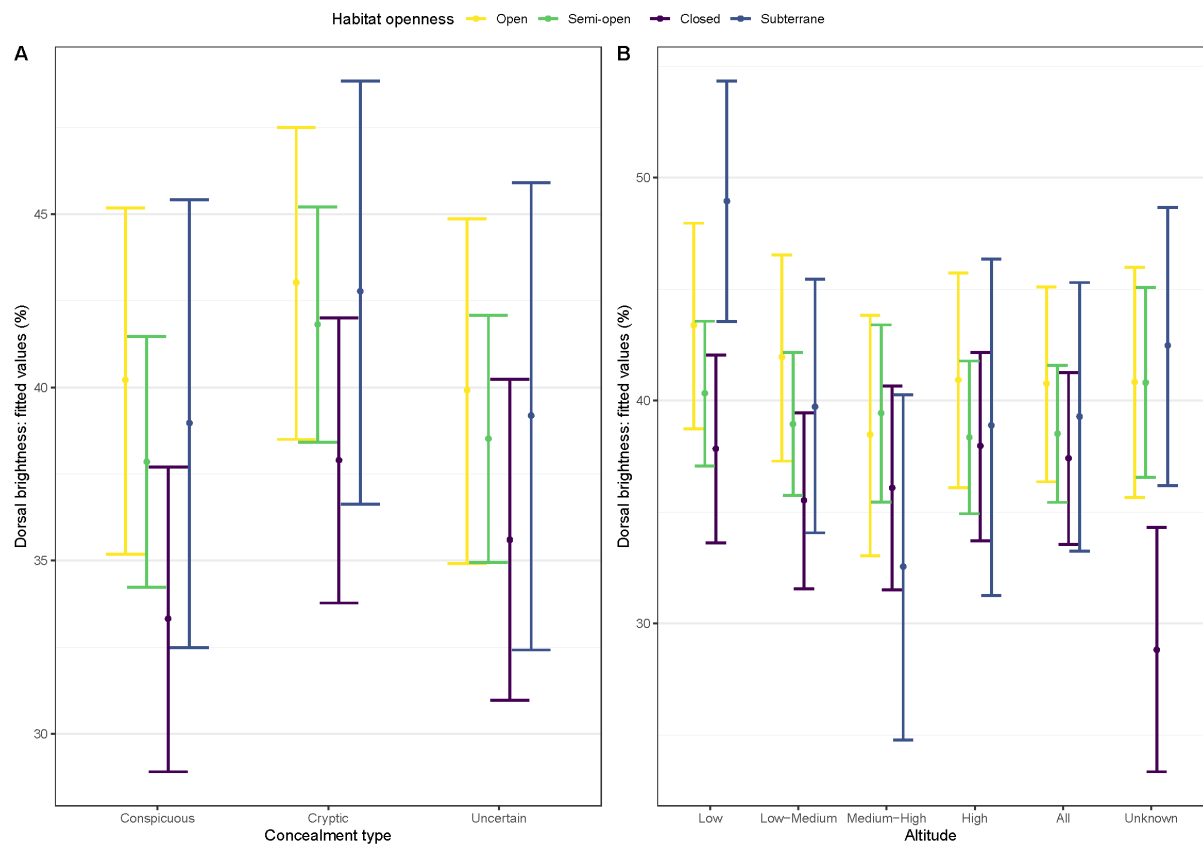 Habitat openness Open Semi-open Closed Subterrane
A
B
Dorsal brightness: fitted values (%)
45
40
35
30
Conspicuous Cryptic Uncertain
Concealment type
Dorsal brightness: fitted values (%)
50
40
30
Low Low−Medium Medium−High High All Unknown
Altitude